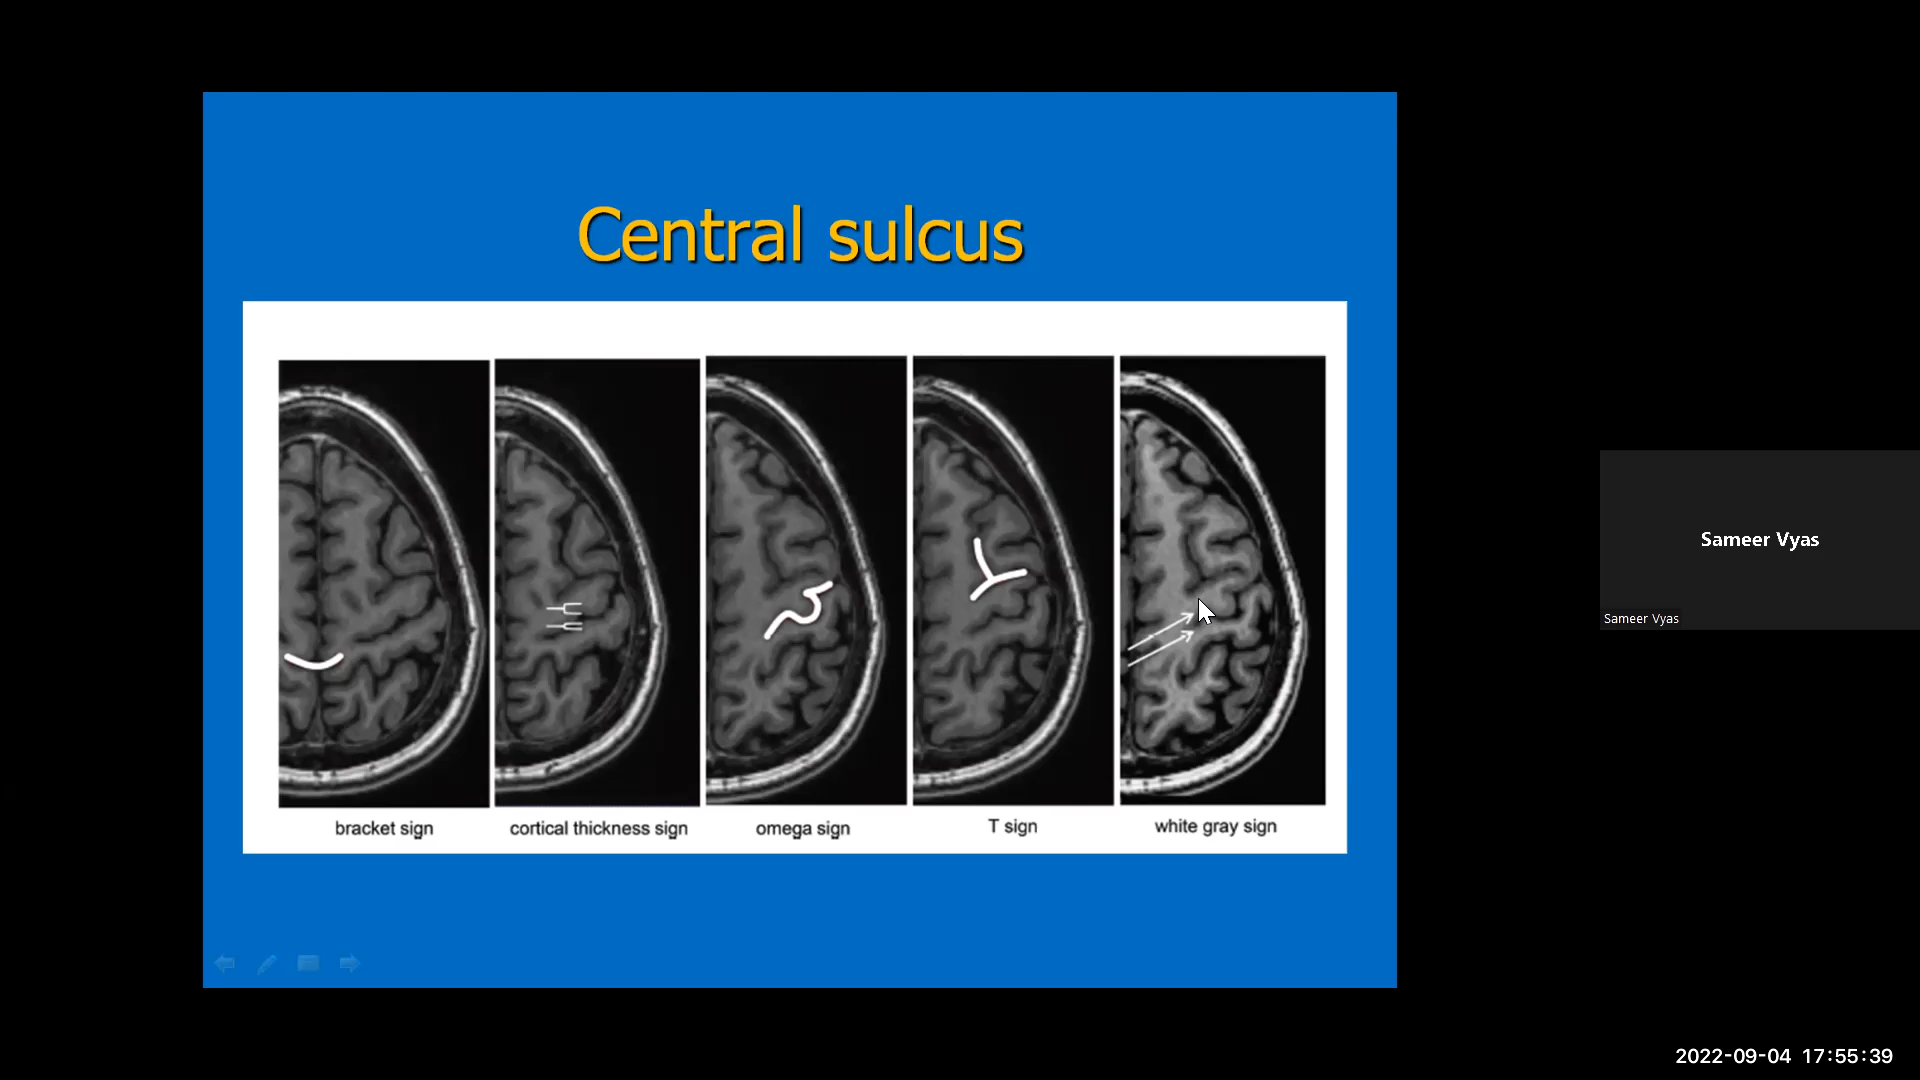 Central sulcus
bracket sign
cortical thickness sign
omega sign
T sign
white gray sign
Sameer Vyas
Sameer Vyas
2022-09-04 17:55:39